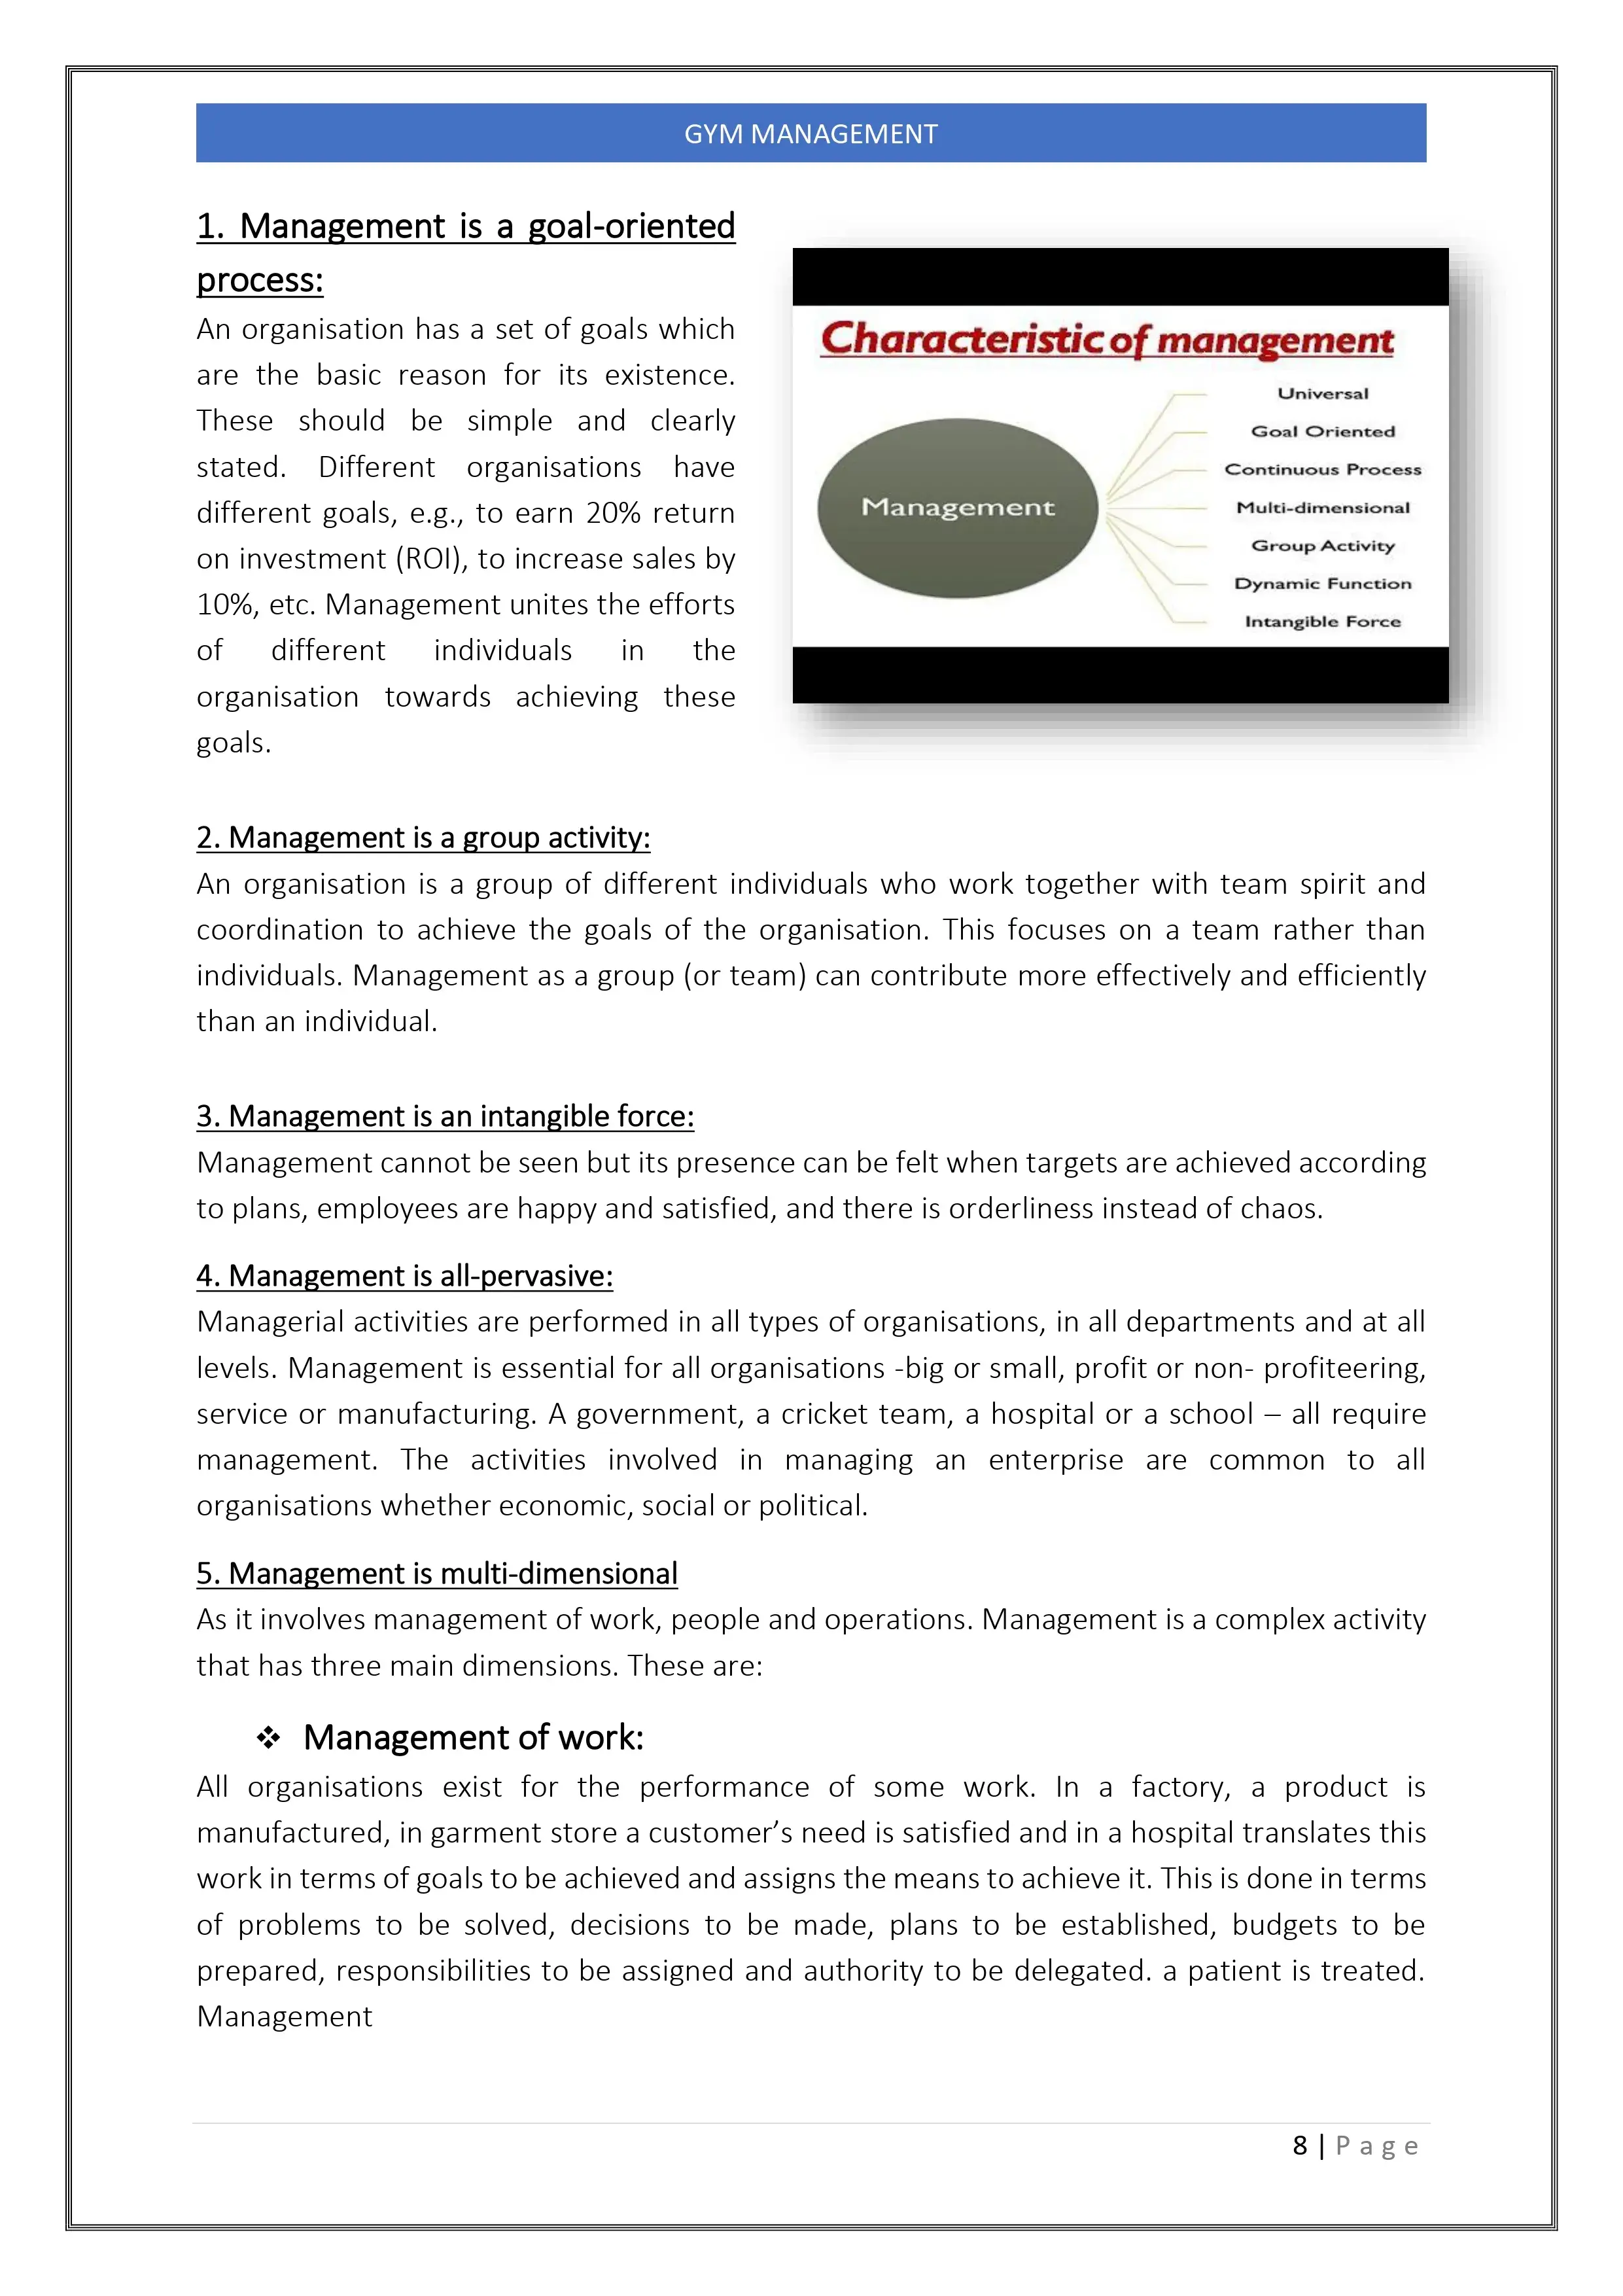 GYM MANAGEMENT
1. Management is a goal-oriented
process:
An organisation has a set of goals which
are the basic reason for its existence.
These should be simple and clearly
stated. Different organisations have
different goals, e.g., to earn 20% return
on investment (ROI), to increase sales by
10%, etc. Management unites the efforts
of different individuals in the
organisation towards achieving these
goals.
Characteristic of management
Management
Universal
Goal Oriented
Continuous Process
Multi-dimensional
Group Activity
Dynamic Function
Intangible Force
2. Management is a group activity:
An organisation is a group of different individuals who work together with team spirit and
coordination to achieve the goals of the organisation. This focuses on a team rather than
individuals. Management as a group (or team) can contribute more effectively and efficiently
than an individual.
3. Management is an intangible force:
Management cannot be seen but its presence can be felt when targets are achieved according
to plans, employees are happy and satisfied, and there is orderliness instead of chaos.
4. Management is all-pervasive:
Managerial activities are performed in all types of organisations, in all departments and at all
levels. Management is essential for all organisations -big or small, profit or non- profiteering,
service or manufacturing. A government, a cricket team, a hospital or a school – all require
management. The activities involved in managing an enterprise are common to all
organisations whether economic, social or political.
5. Management is multi-dimensional
As it involves management of work, people and operations. Management is a complex activity
that has three main dimensions. These are:
❖ Management of work:
All organisations exist for the performance of some work. In a factory, a product is
manufactured, in garment store a customer’s need is satisfied and in a hospital translates this
work in terms of goals to be achieved and assigns the means to achieve it. This is done in terms
of problems to be solved, decisions to be made, plans to be established, budgets to be
prepared, responsibilities to be assigned and authority to be delegated. a patient is treated.
Management
8 | Page